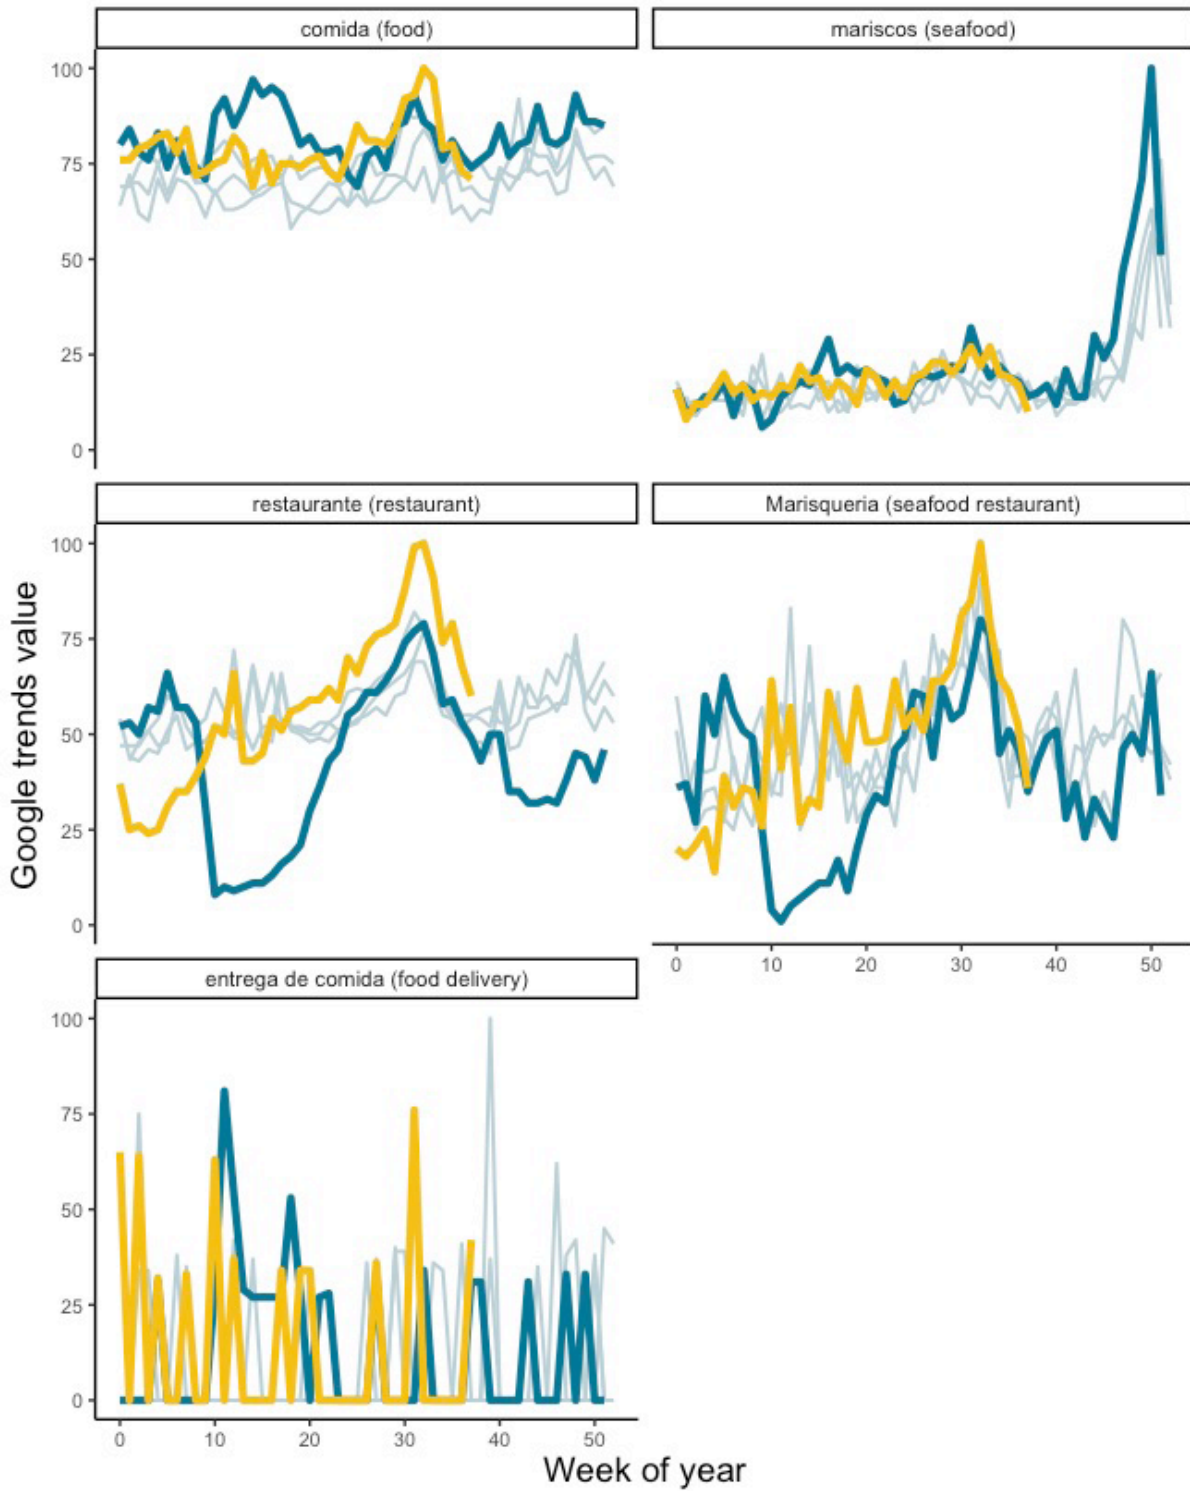 comida (food)
mariscos (seafood)
100
75
50
25
0
restaurante (restaurant)
Marisqueria (seafood restaurant)
Google trends value
100
75
50
25
0
0 10 20 30 40 50
entrega de comida (food delivery)
100
75
50
25
0
0 10 20 30 40 50
Week of year